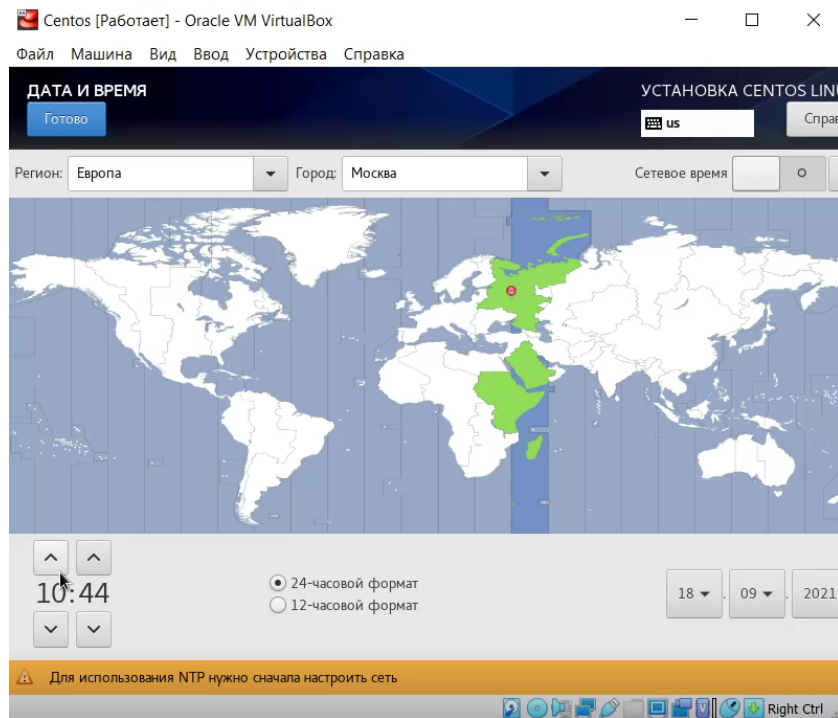 Centos [Работает] - Oracle VM VirtualBox
Файл Машина Вид Ввод Устройства Справка
ДАТА И ВРЕМЯ
УСТАНОВКА CENTOS LINU
Готово
us
Справ
Регион: Европа Город: Москва Сетевое время
10:44
24-часовой формат
12-часовой формат
18 . 09 . 2021
Для использования NTP нужно сначала настроить сеть
Right Ctrl